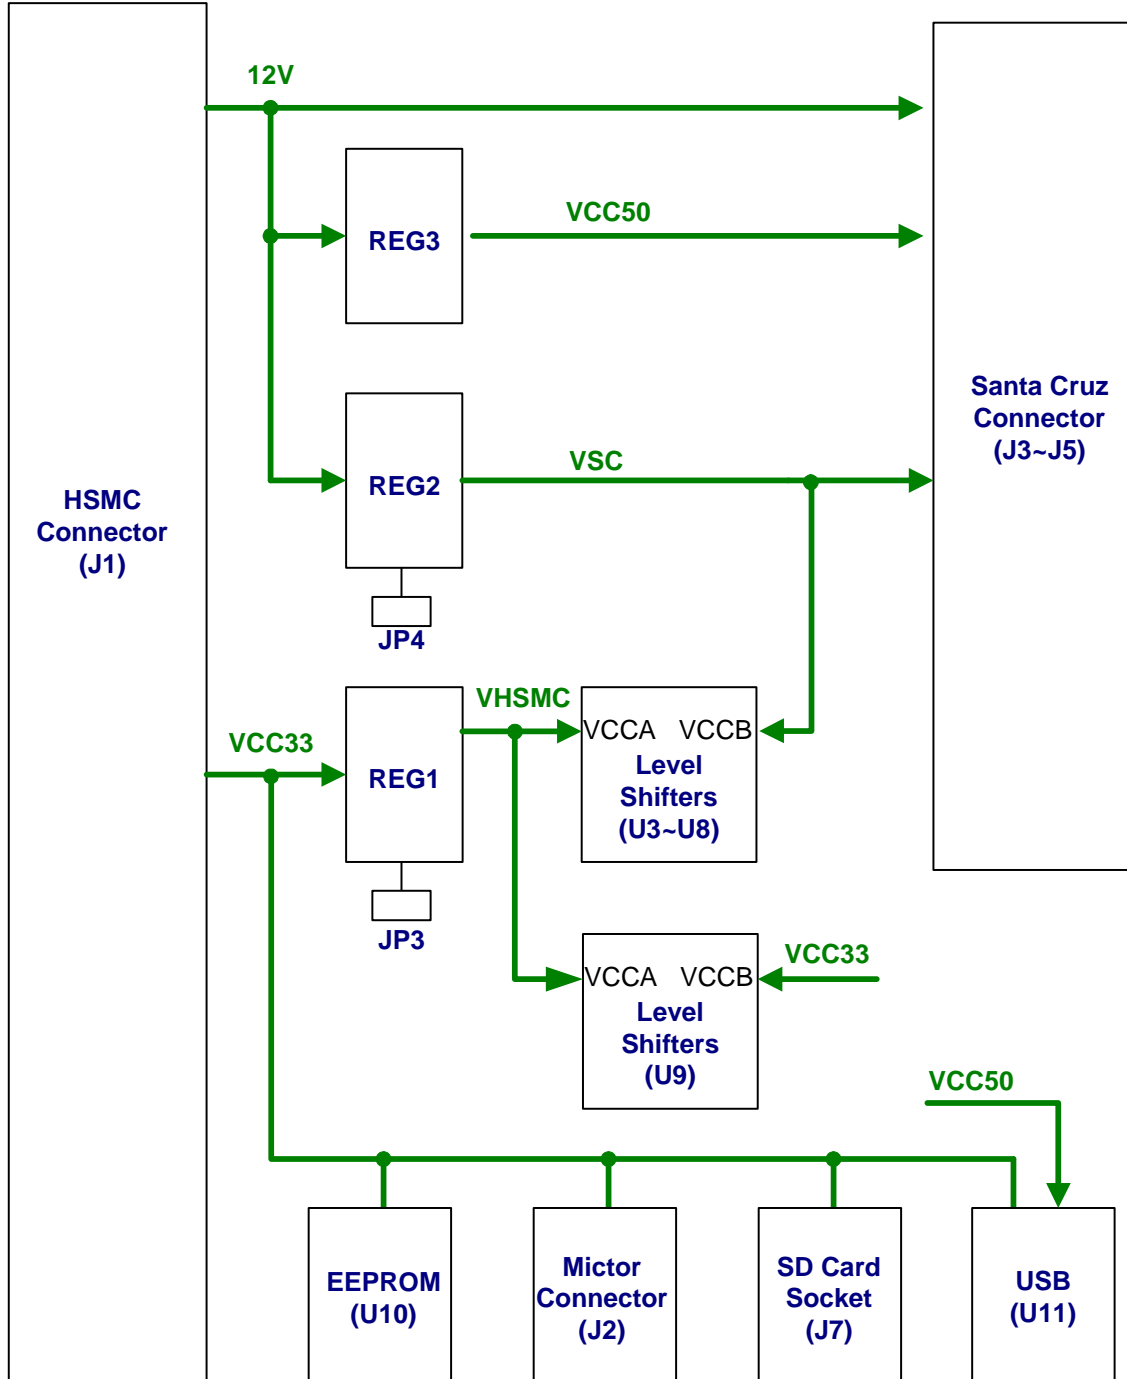 12V
VCC50
REG3
Santa Cruz
Connector
(J3~J5)
VSC
REG2
HSMC
Connector
(J1)
JP4
VHSMC
VCCA VCCB
VCC33
Level
Shifters
(U3~U8)
REG1
JP3
VCC33
VCCA VCCB
Level
Shifters
(U9)
VCC50
EEPROM
(U10)
Mictor
Connector
(J2)
SD Card
Socket
(J7)
USB
(U11)